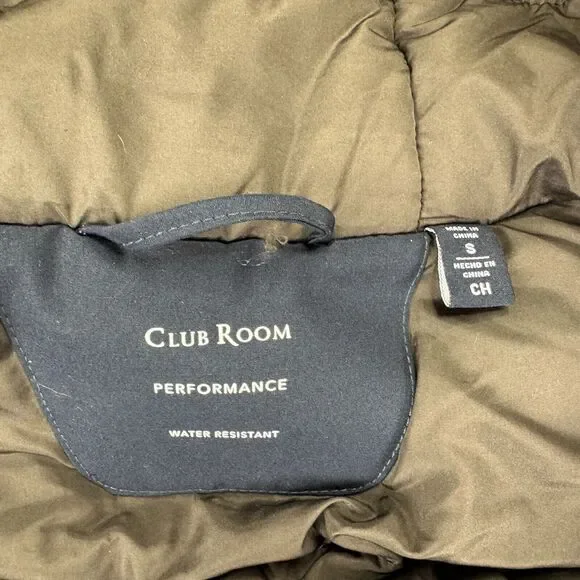 CLUB ROOM
PERFORMANCE
WATER RESISTANT
MADE IN
CHINA
S
HECHO EN
CHINA
CH